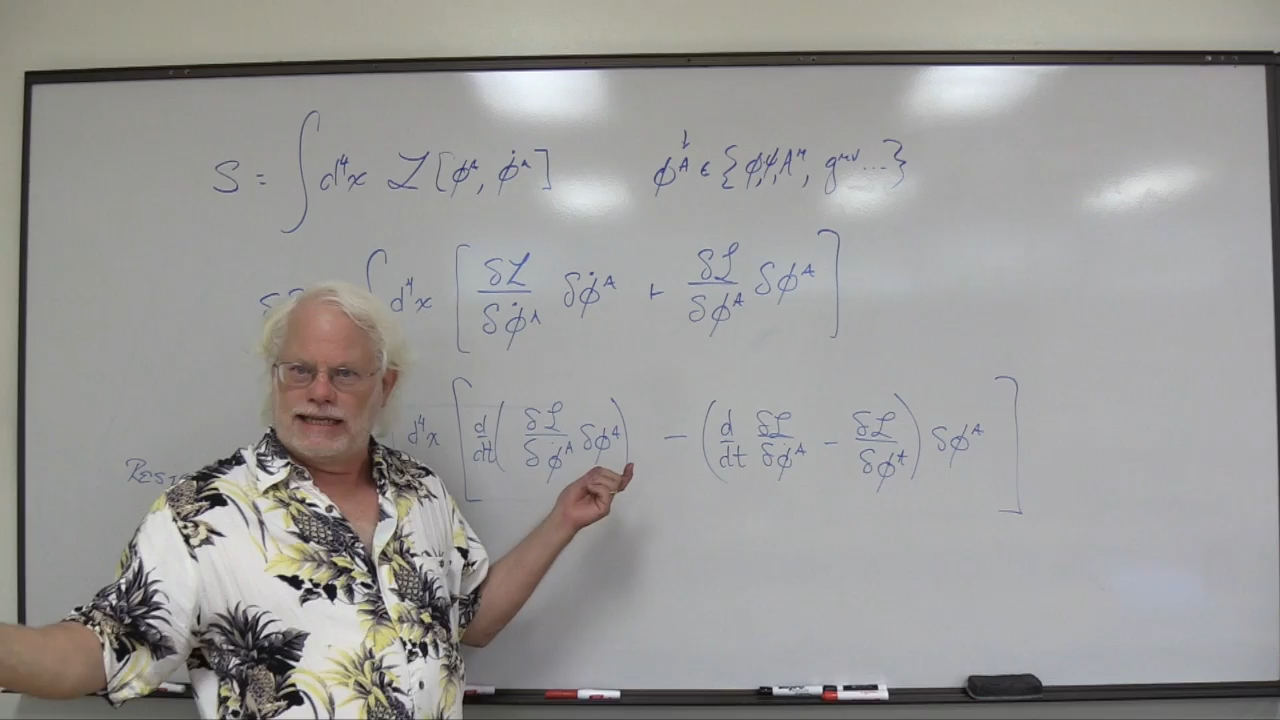 S = ∫ d⁴x ℒ [ϕᴬ, ϕ̇ᴬ] ϕᴬ ϵ {ϕ, ψ, Aᵘ, gᵘᵛ ...}
∫ d⁴x [ δℒ/δϕ̇ᴬ δϕ̇ᴬ + δℒ/δϕᴬ δϕᴬ ]
d⁴x [ d/dt ( δℒ/δϕ̇ᴬ δϕᴬ ) − ( d/dt δℒ/δϕ̇ᴬ − δℒ/δϕᴬ ) δϕᴬ ]